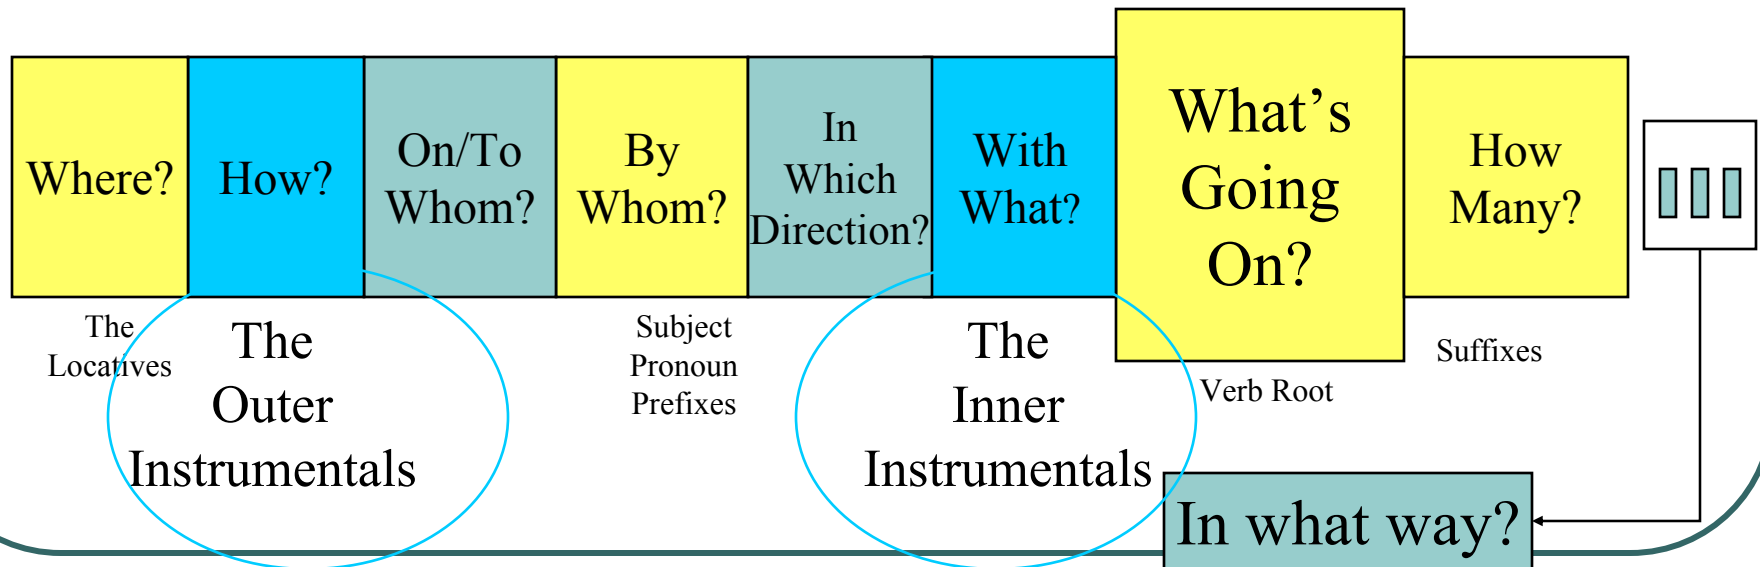 Where?
How?
On/To
Whom?
By
Whom?
In
Which
Direction?
With
What?
What’s
Going
On?
How
Many?
The
Locatives
The
Outer
Instrumentals
Subject
Pronoun
Prefixes
The
Inner
Instrumentals
Verb Root
Suffixes
In what way?